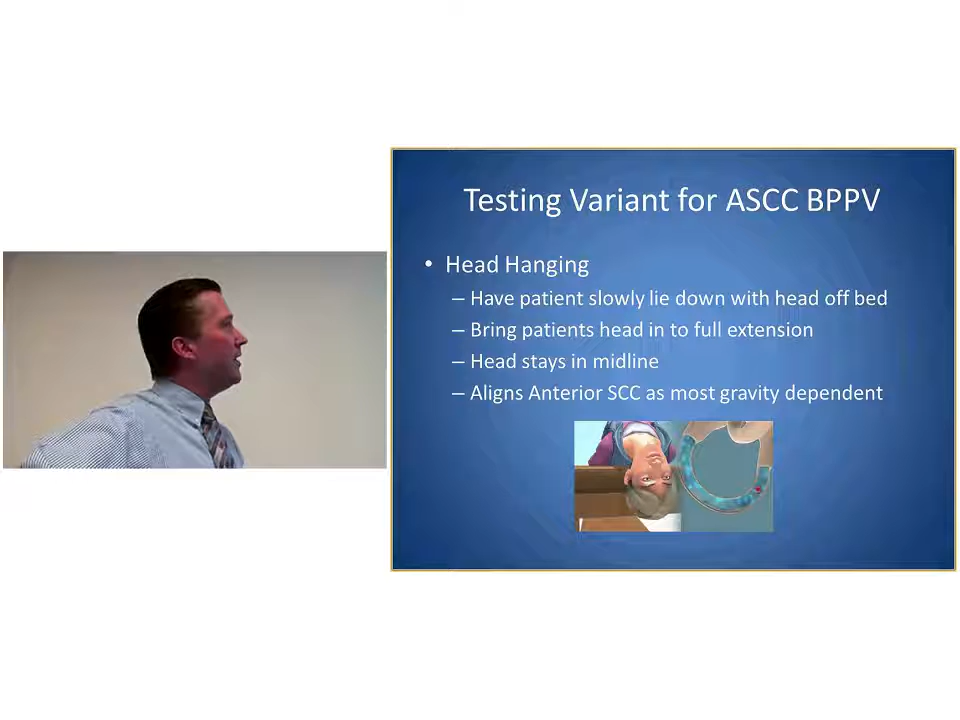 Testing Variant for ASCC BPPV
• Head Hanging
– Have patient slowly lie down with head off bed
– Bring patients head in to full extension
– Head stays in midline
– Aligns Anterior SCC as most gravity dependent